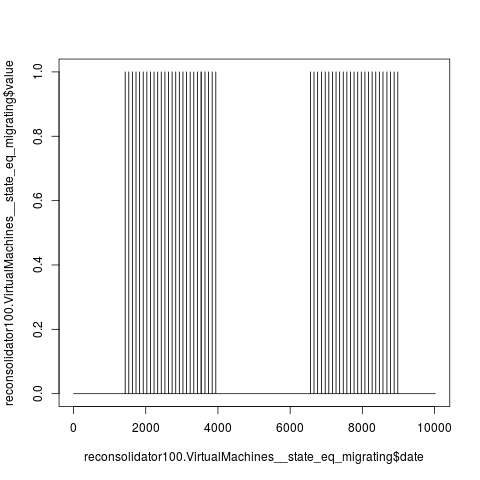 reconsolidator100.VirtualMachines__state_eq_migrating$value
1.0
0.8
0.6
0.4
0.2
0.0
0 2000 4000 6000 8000 10000
reconsolidator100.VirtualMachines__state_eq_migrating$date